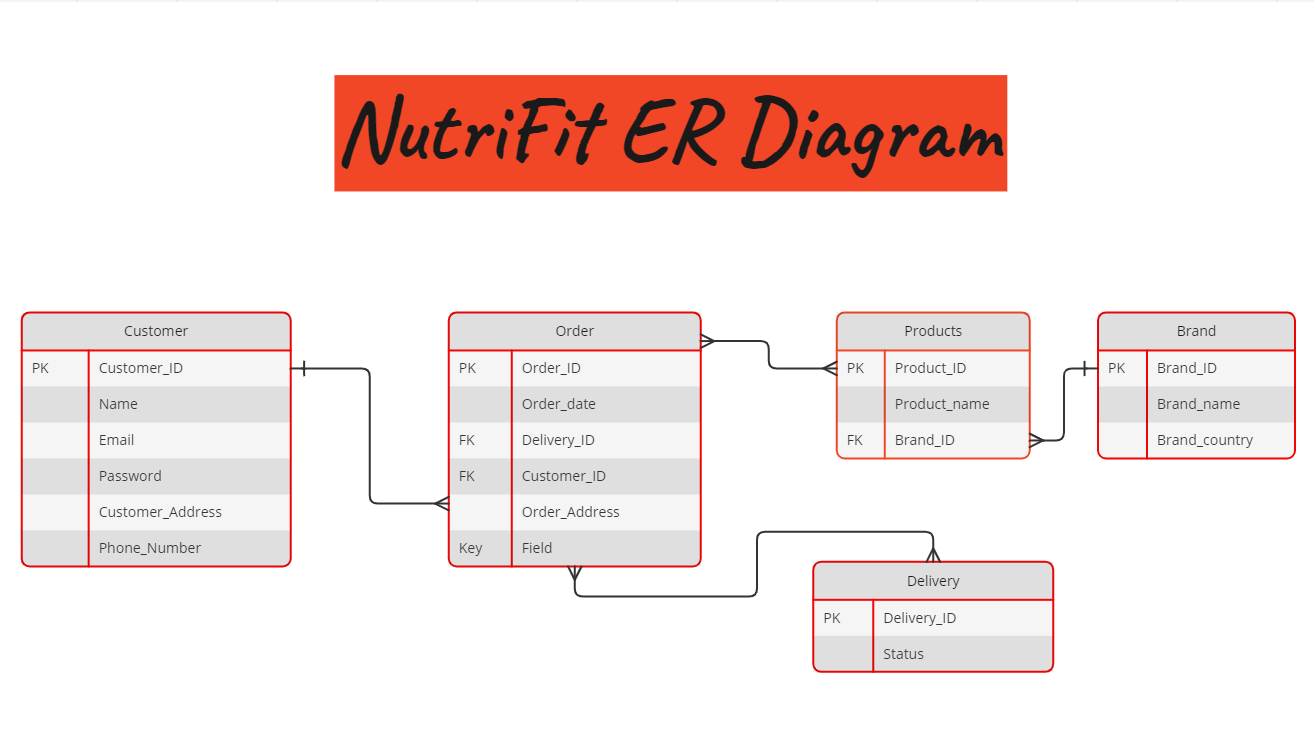 NutriFit ER Diagram
Customer
PK Customer_ID
Name
Email
Password
Customer_Address
Phone_Number
Order
PK Order_ID
Order_date
FK Delivery_ID
FK Customer_ID
Order_Address
Key Field
Products
PK Product_ID
Product_name
FK Brand_ID
Brand
PK Brand_ID
Brand_name
Brand_country
Delivery
PK Delivery_ID
Status